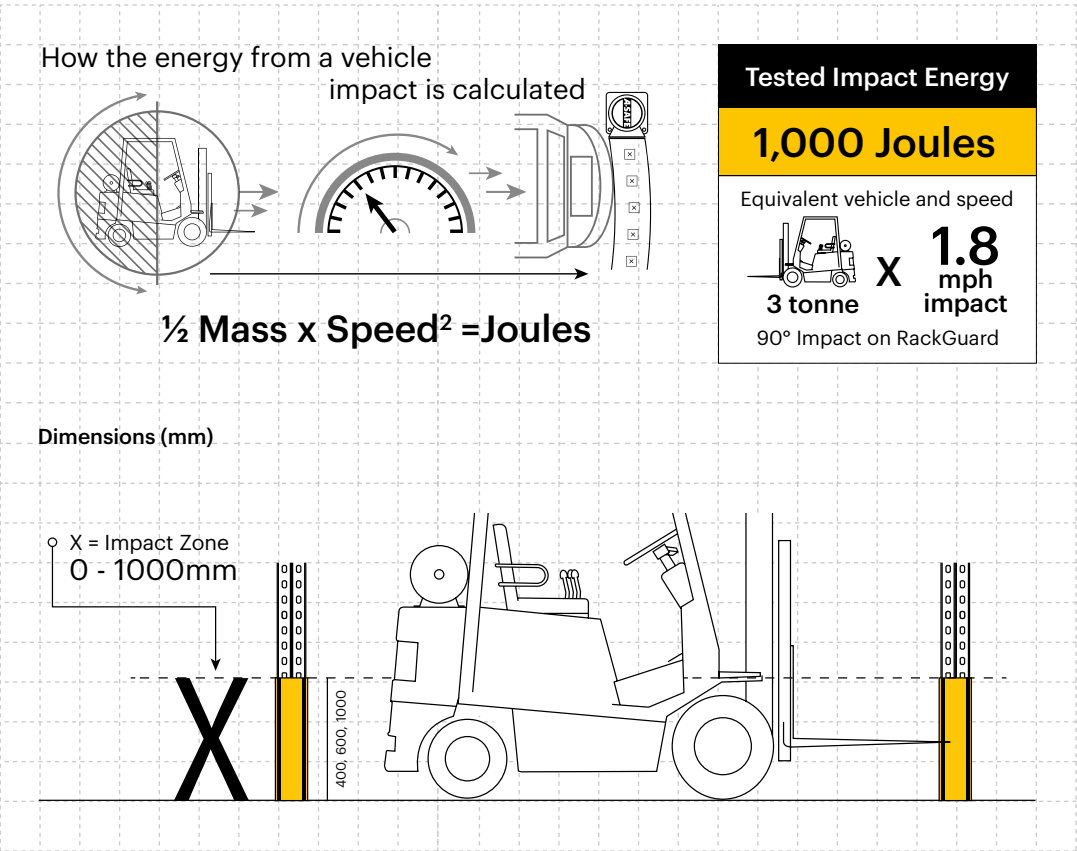 How the energy from a vehicle
impact is calculated
½ Mass x Speed² =Joules
Tested Impact Energy
1,000 Joules
Equivalent vehicle and speed
3 tonne
X
1.8
mph
impact
90° Impact on RackGuard
Dimensions (mm)
X = Impact Zone
0 - 1000mm
X
400, 600, 1000